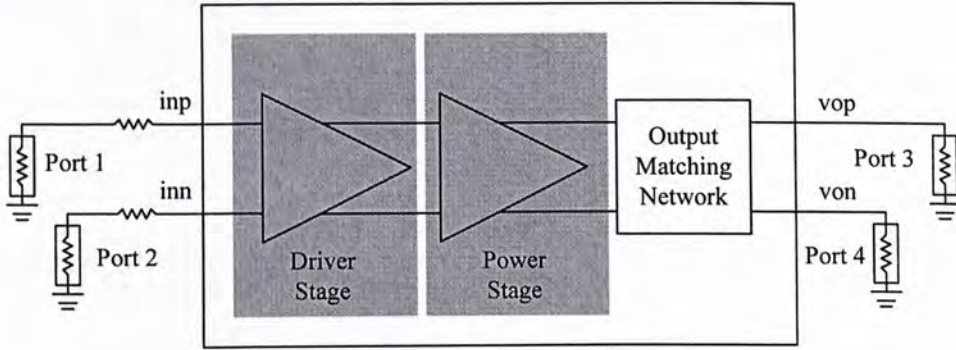 inp
vop
Port 1
Output
Matching
Network
Port 3
inn
von
Port 2
Driver
Stage
Power
Stage
Port 4